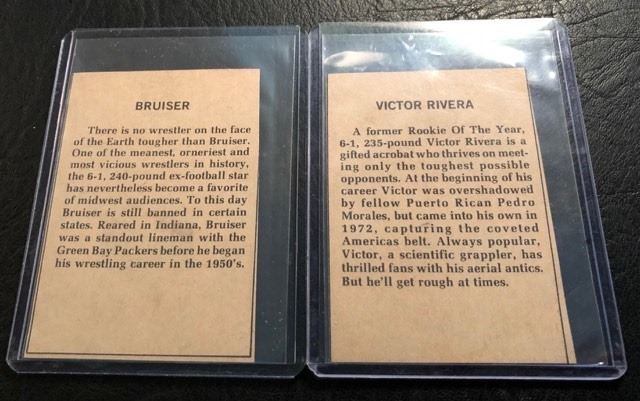 BRUISER
There is no wrestler on the face
of the Earth tougher than Bruiser.
One of the meanest, orneriest and
most vicious wrestlers in history,
the 6-1, 240-pound ex-football star
has nevertheless become a favorite
of midwest audiences. To this day
Bruiser is still banned in certain
states. Reared in Indiana, Bruiser
was a standout lineman with the
Green Bay Packers before he began
his wrestling career in the 1950's.
VICTOR RIVERA
A former Rookie Of The Year,
6-1, 235-pound Victor Rivera is a
gifted acrobat who thrives on meet-
ing only the toughest possible
opponents. At the beginning of his
career Victor was overshadowed
by fellow Puerto Rican Pedro
Morales, but came into his own in
1972, capturing the coveted
Americas belt. Always popular,
Victor, a scientific grappler, has
thrilled fans with his aerial antics.
But he'll get rough at times.